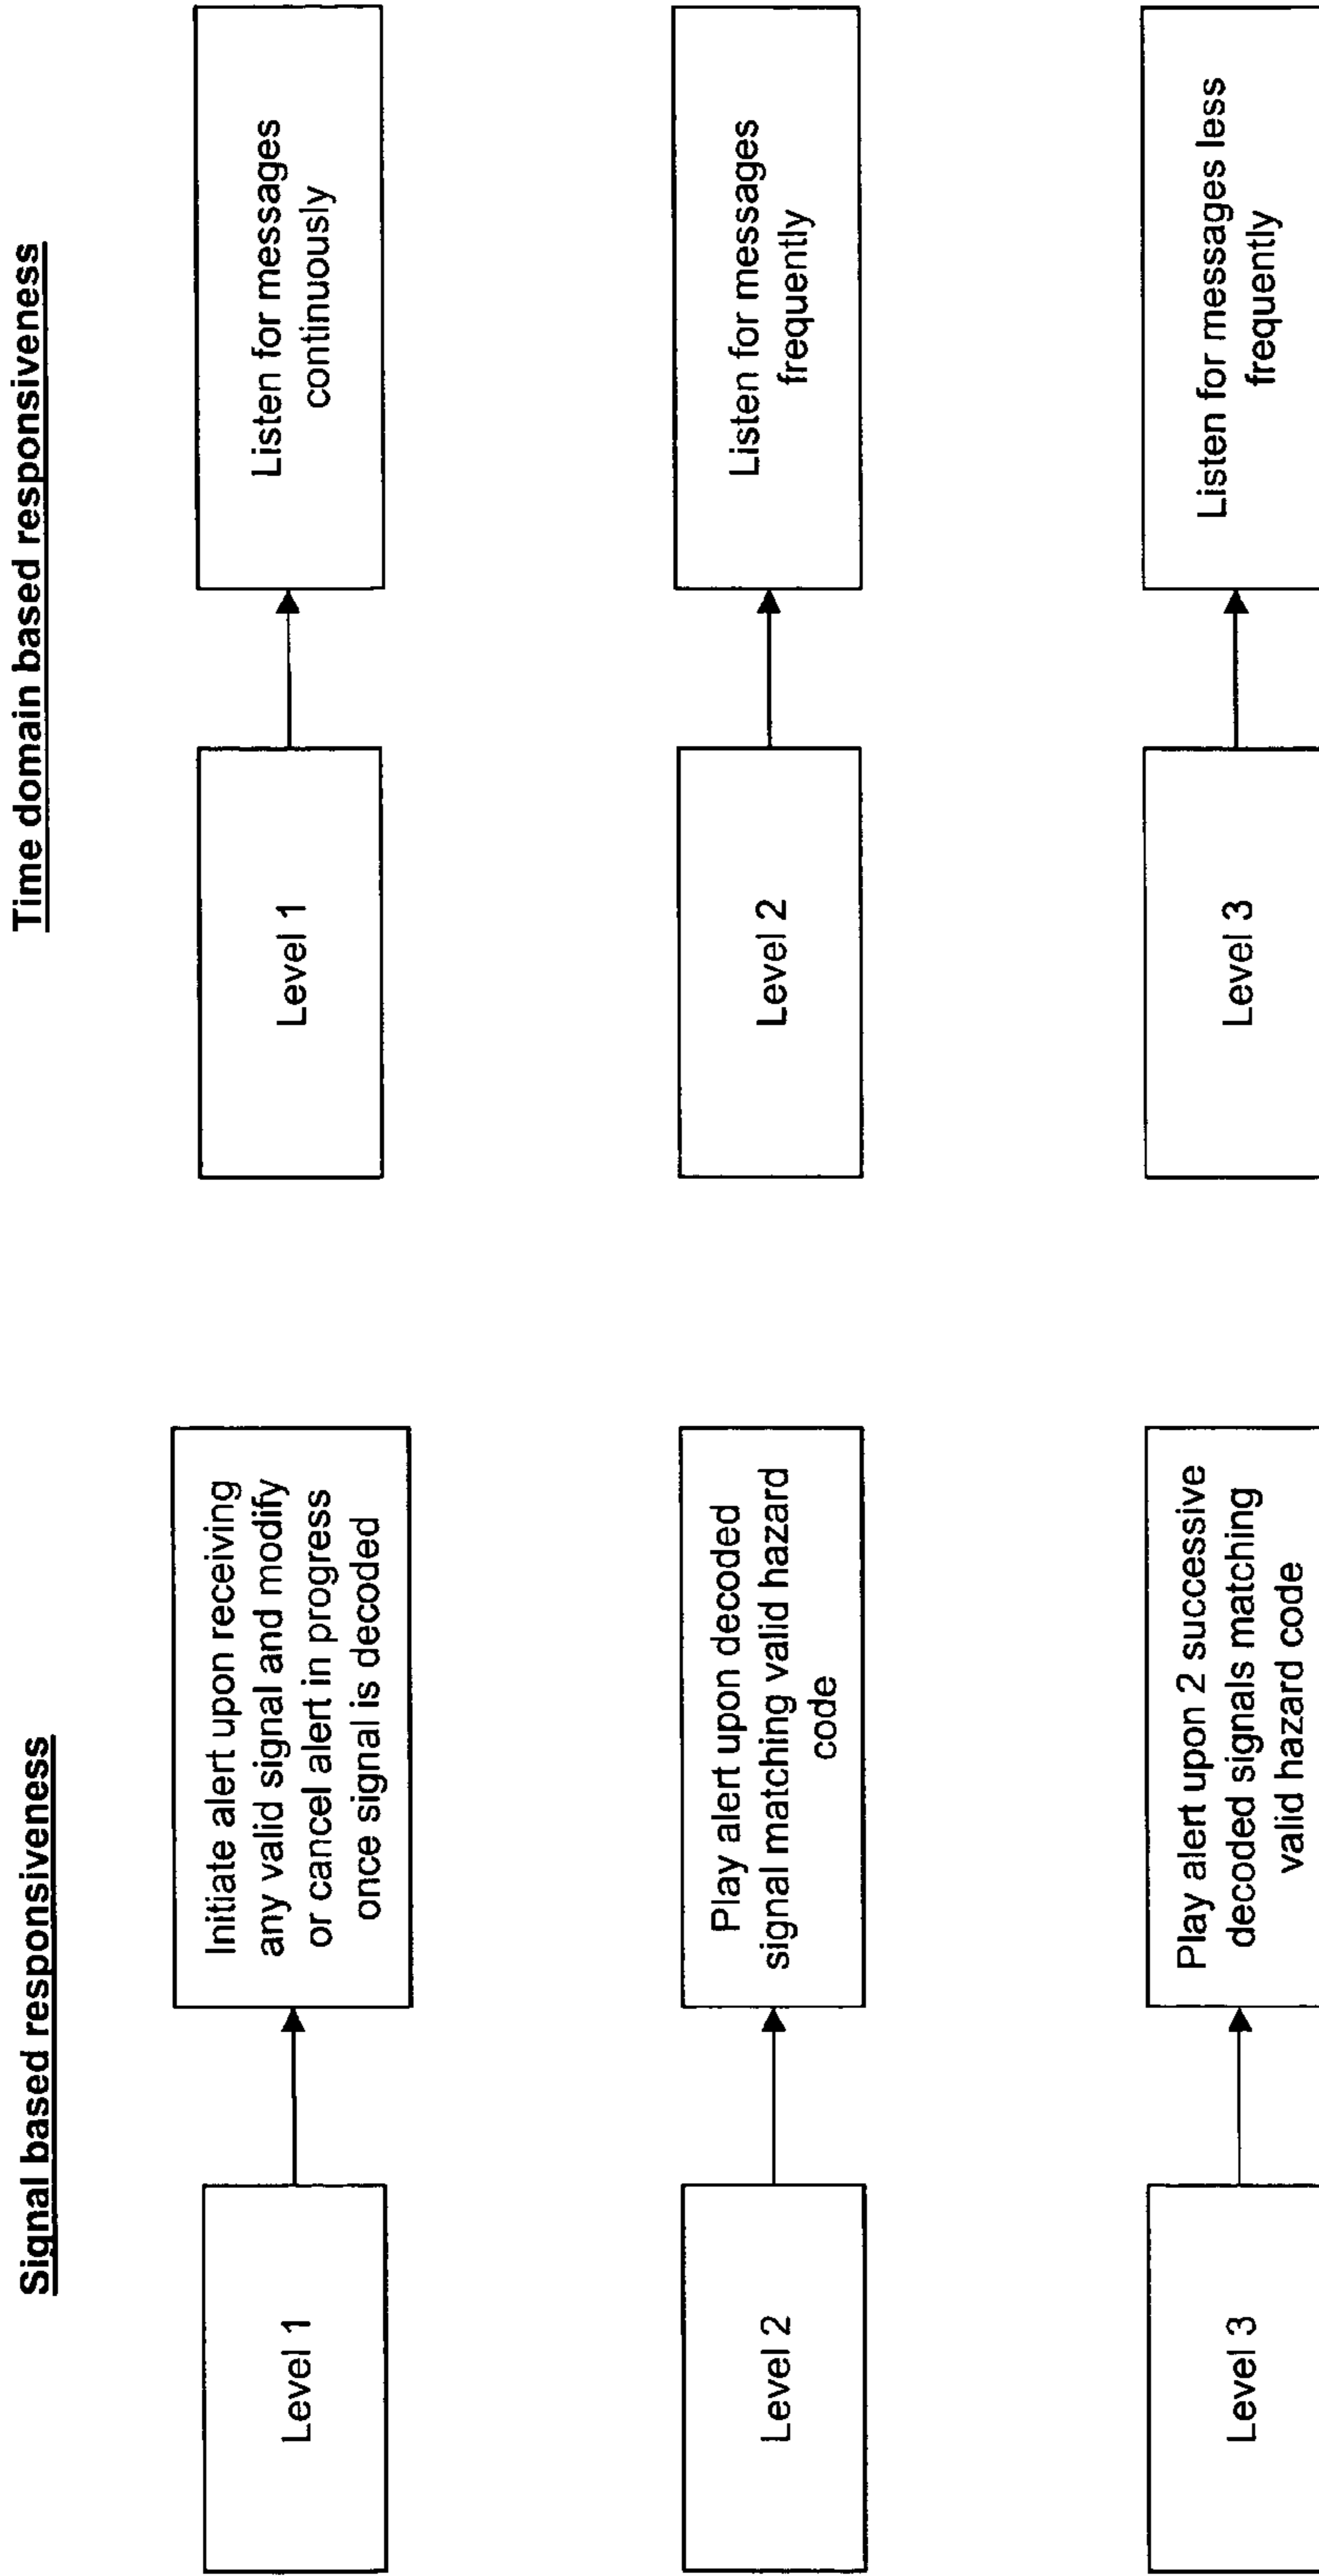 Signal based responsiveness
Level 1
Initiate alert upon receiving
any valid signal and modify
or cancel alert in progress
once signal is decoded
Level 2
Play alert upon decoded
signal matching valid hazard
code
Level 3
Play alert upon 2 successive
decoded signals matching
valid hazard code
Time domain based responsiveness
Level 1
Listen for messages
continuously
Level 2
Listen for messages
frequently
Level 3
Listen for messages less
frequently